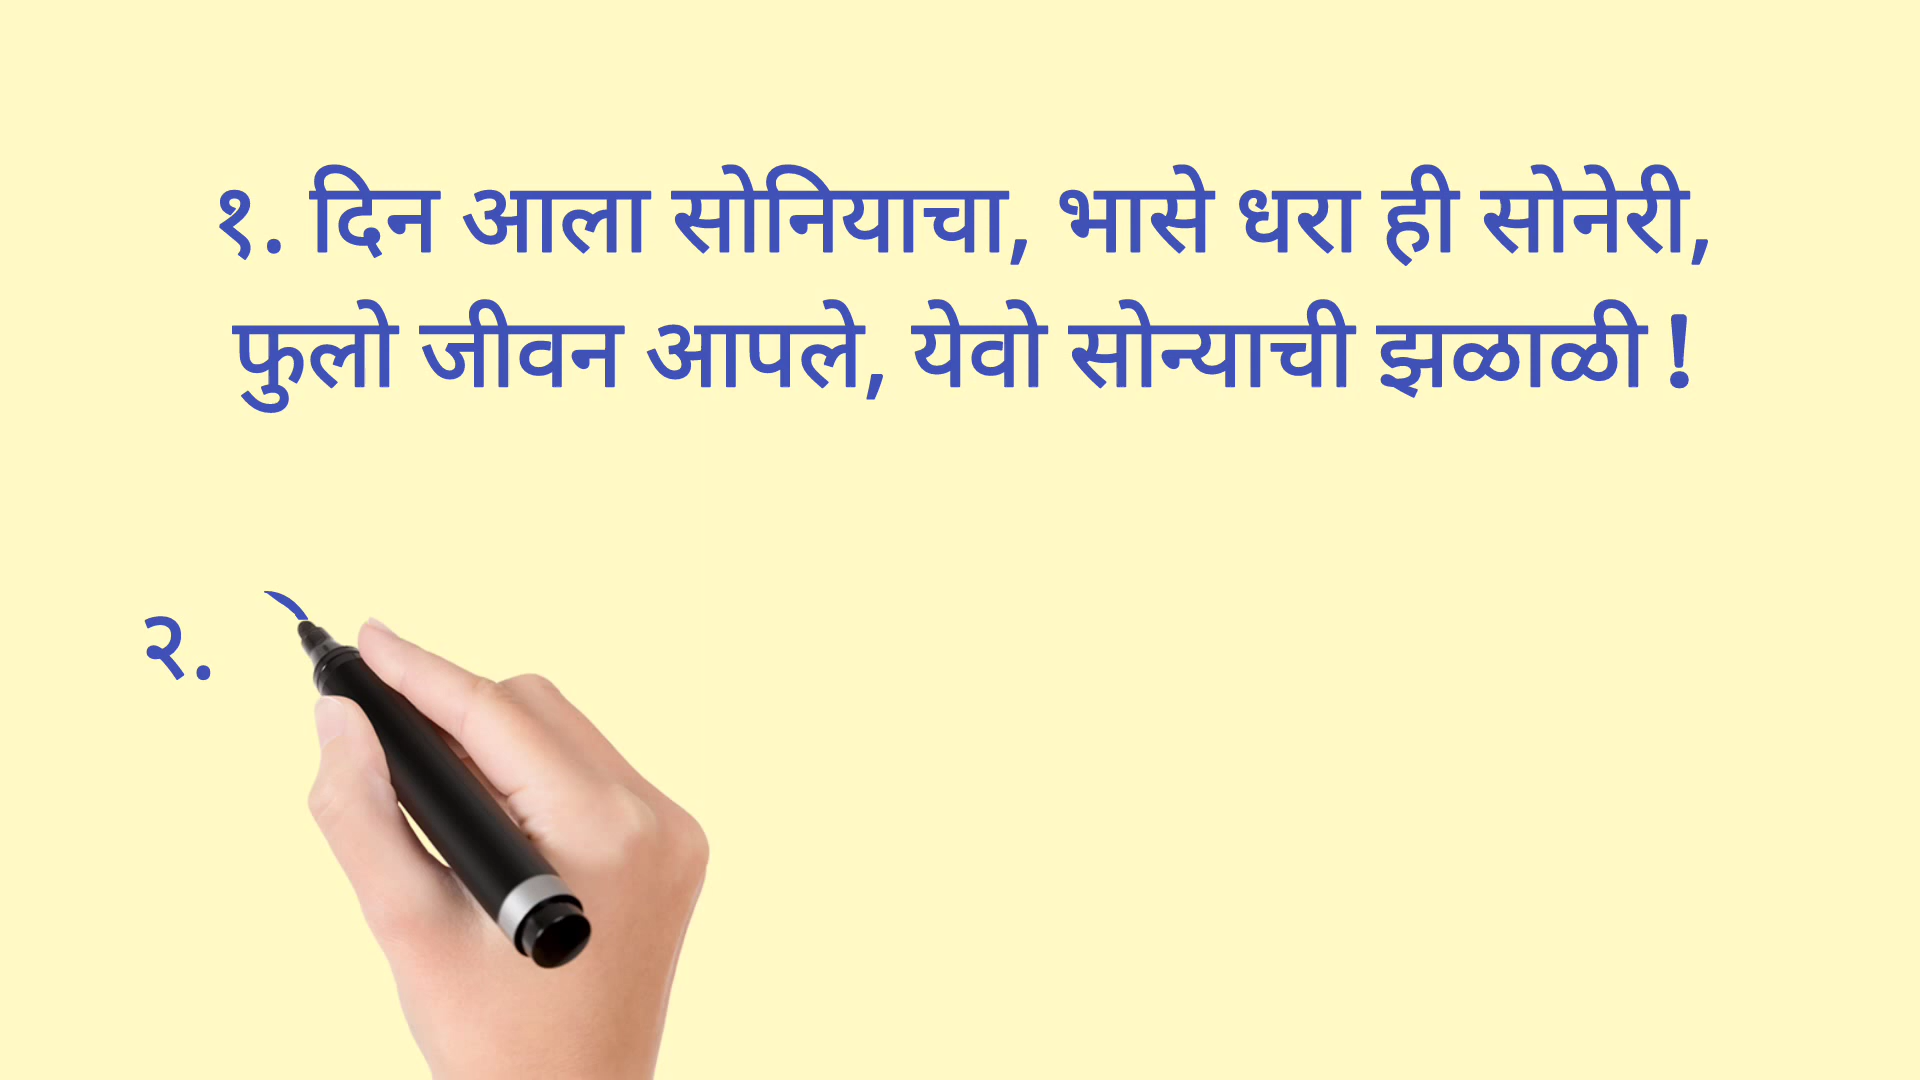 १. दिन आला सोनियाचा, भासे धरा ही सोनेरी,
फुलो जीवन आपले, येवो सोन्याची झळाळी !
२.